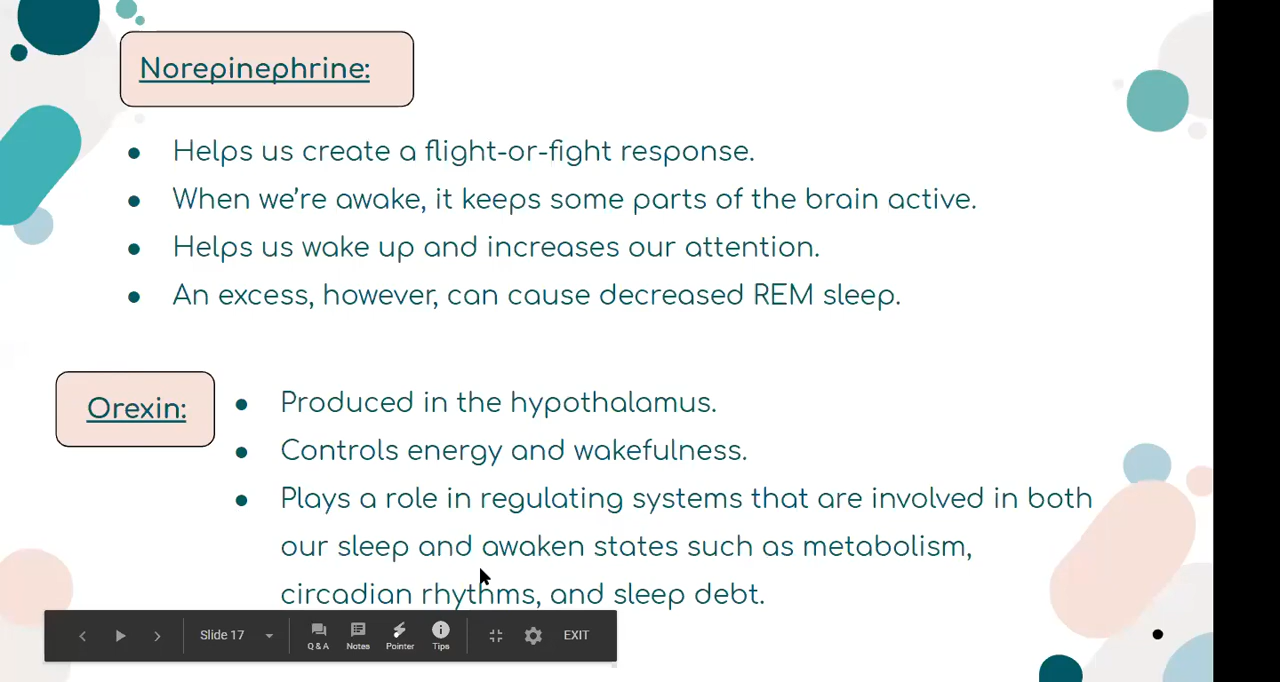 Norepinephrine:
● Helps us create a flight-or-fight response.
● When we're awake, it keeps some parts of the brain active.
● Helps us wake up and increases our attention.
● An excess, however, can cause decreased REM sleep.
Orexin:
● Produced in the hypothalamus.
● Controls energy and wakefulness.
● Plays a role in regulating systems that are involved in both
our sleep and awaken states such as metabolism,
circadian rhythms, and sleep debt.
Slide 17
Q & A
Notes
Pointer
Tips
EXIT